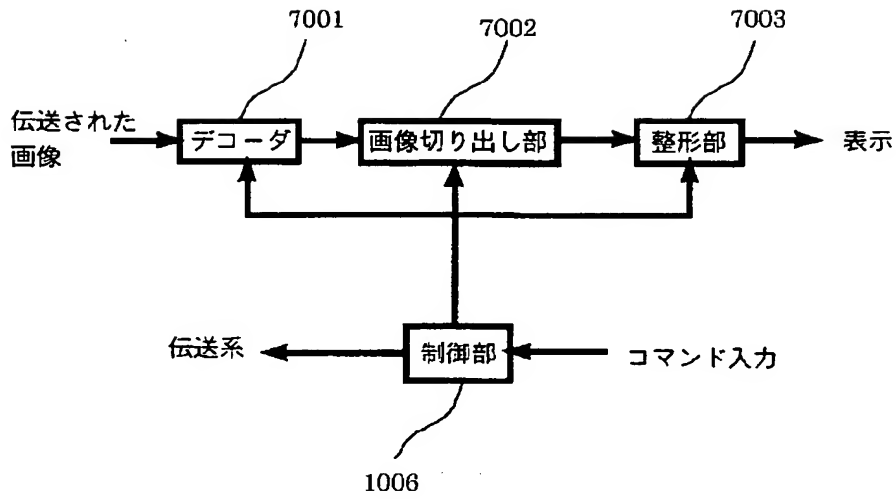 7001
7002
7003
伝送された
画像
デコーダ
画像切り出し部
整形部
表示
伝送系
制御部
コマンド入力
1006